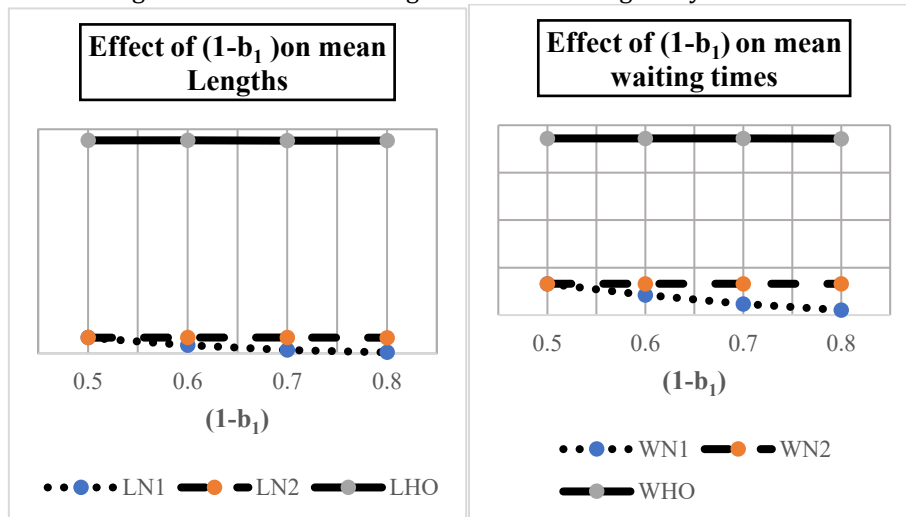 Effect of (1-b₁ )on mean
Lengths
0.5 0.6 0.7 0.8
(1-b₁)
LN1 LN2 LHO
Effect of (1-b₁) on mean
waiting times
0.5 0.6 0.7 0.8
(1-b₁)
WN1 WN2
WHO